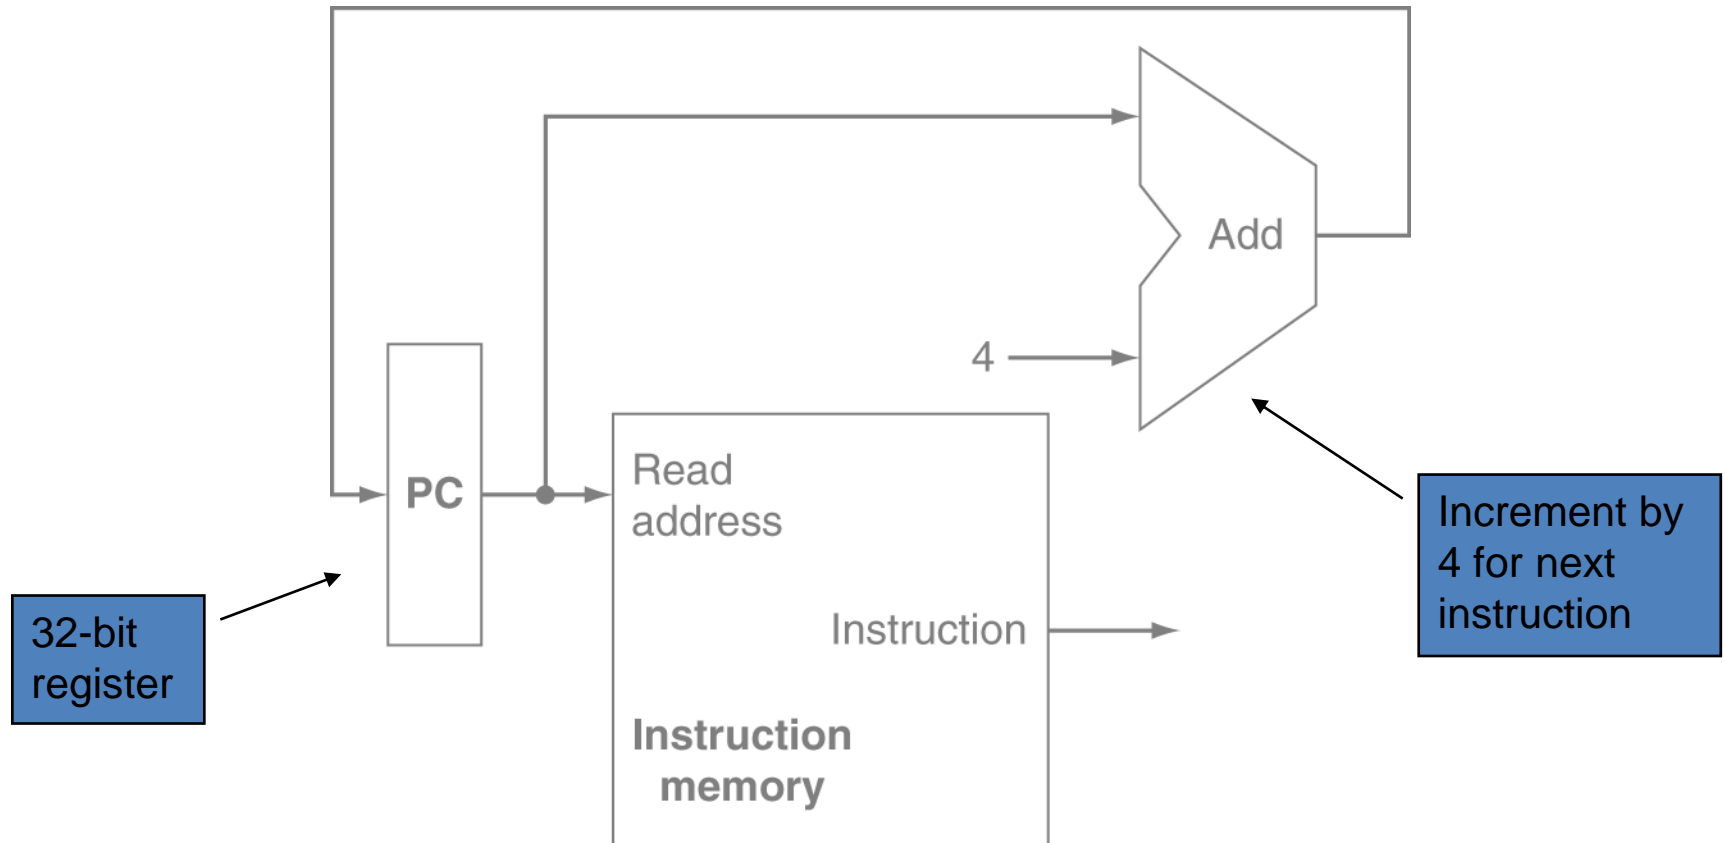 Add
4
PC
Read
address
Instruction
Instruction
memory
32-bit
register
Increment by
4 for next
instruction